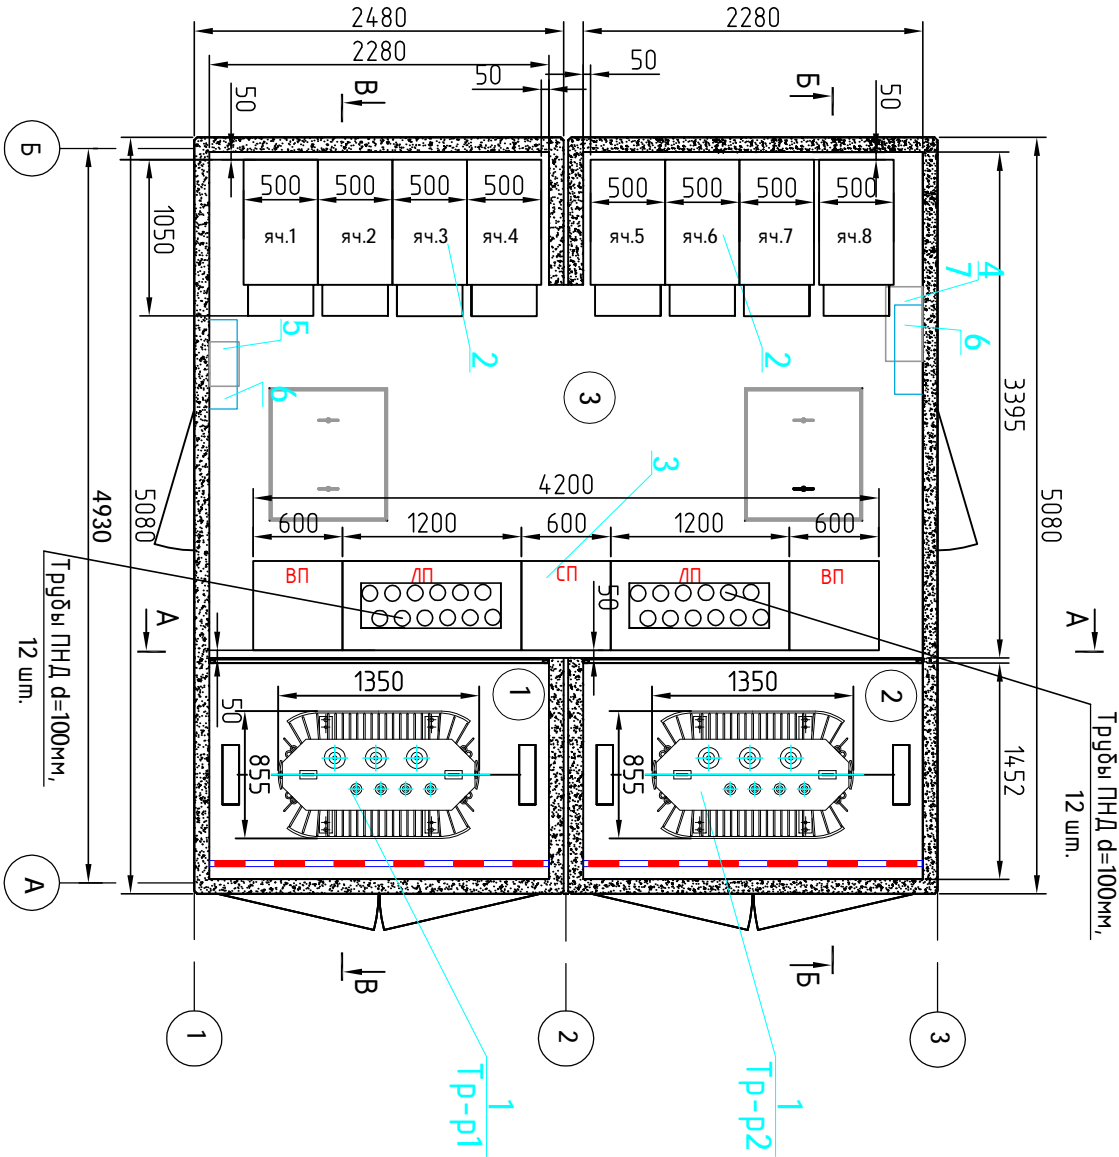 2480
2280
2280
50
50
В
Б
50
50
Б
500
500
500
500
500
500
500
500
яч.1
яч.2
яч.3
яч.4
яч.5
яч.6
яч.7
яч.8
1050
4
7
5
6
2
2
6
3
3395
3
4200
600
1200
600
1200
600
5080
4930
5080
ВП
ЛП
СП
ЛП
ВП
50
А
А
Трубы ПНД d=100мм,
12 шт.
1
2
1350
1350
50
855
855
1452
Трубы ПНД d=100мм,
12 шт.
А
В
Б
1
2
3
1
Тр-р1
1
Тр-р2